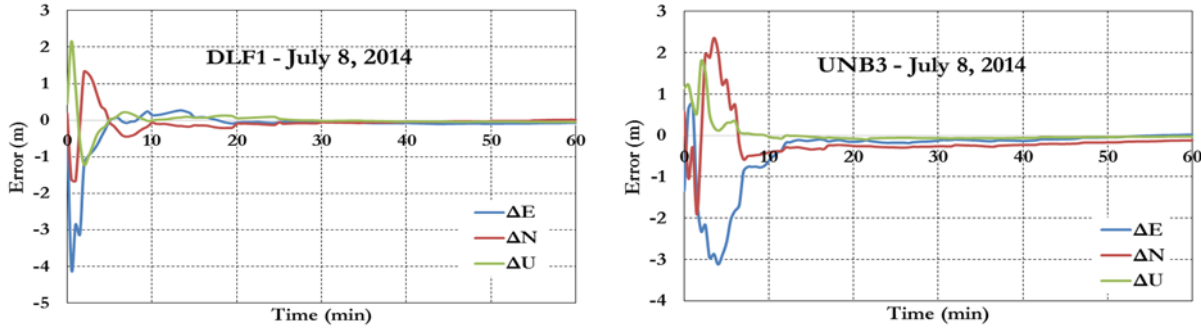 DLF1 - July 8, 2014
Error (m)
3
2
1
0
-1
-2
-3
-4
-5
0 10 20 30 40 50 60
Time (min)
ΔE
ΔN
ΔU
UNB3 - July 8, 2014
Error (m)
3
2
1
0
-1
-2
-3
-4
0 10 20 30 40 50 60
Time (min)
ΔE
ΔN
ΔU